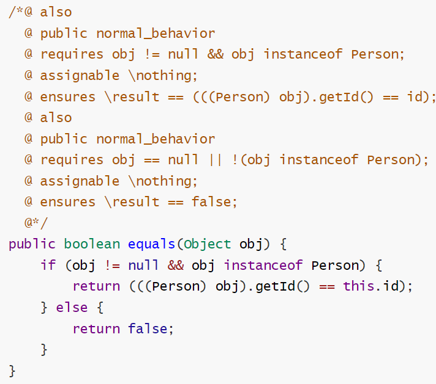 /*@ also
  @ public normal_behavior
  @ requires obj != null && obj instanceof Person;
  @ assignable \nothing;
  @ ensures \result == (((Person) obj).getId() == id);
  @ also
  @ public normal_behavior
  @ requires obj == null || !(obj instanceof Person);
  @ assignable \nothing;
  @ ensures \result == false;
  @*/
public boolean equals(Object obj) {
    if (obj != null && obj instanceof Person) {
        return (((Person) obj).getId() == this.id);
    } else {
        return false;
    }
}